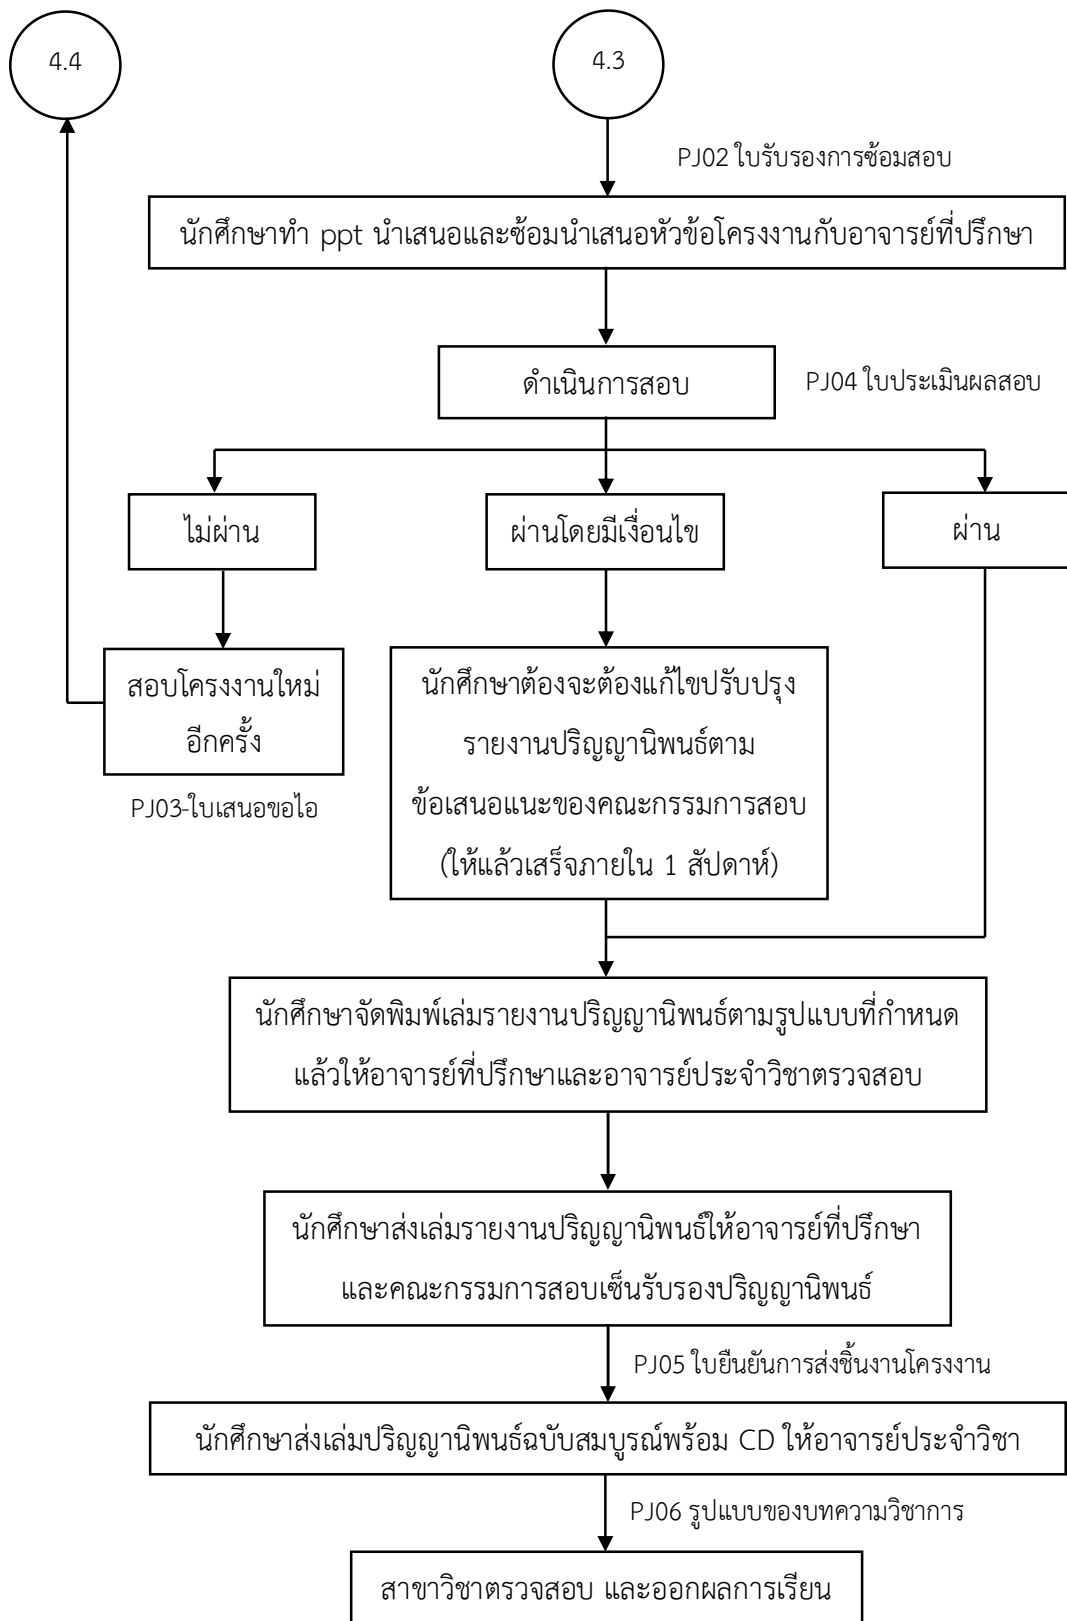 4.4
4.3
PJ02 ใบรับรองการซ้อมสอบ
นักศึกษาทำ ppt นำเสนอและซ้อมนำเสนอหัวข้อโครงงานกับอาจารย์ที่ปรึกษา
ดำเนินการสอบ
PJ04 ใบประเมินผลสอบ
ไม่ผ่าน
ผ่านโดยมีเงื่อนไข
ผ่าน
สอบโครงงานใหม่
อีกครั้ง
PJ03-ใบเสนอขอไอ
นักศึกษาต้องจะต้องแก้ไขปรับปรุง
รายงานปริญญานิพนธ์ตาม
ข้อเสนอแนะของคณะกรรมการสอบ
(ให้แล้วเสร็จภายใน 1 สัปดาห์)
นักศึกษาจัดพิมพ์เล่มรายงานปริญญานิพนธ์ตามรูปแบบที่กำหนด
แล้วให้อาจารย์ที่ปรึกษาและอาจารย์ประจำวิชาตรวจสอบ
นักศึกษาส่งเล่มรายงานปริญญานิพนธ์ให้อาจารย์ที่ปรึกษา
และคณะกรรมการสอบเซ็นรับรองปริญญานิพนธ์
PJ05 ใบยืนยันการส่งชิ้นงานโครงงาน
นักศึกษาส่งเล่มปริญญานิพนธ์ฉบับสมบูรณ์พร้อม CD ให้อาจารย์ประจำวิชา
PJ06 รูปแบบของบทความวิชาการ
สาขาวิชาตรวจสอบ และออกผลการเรียน